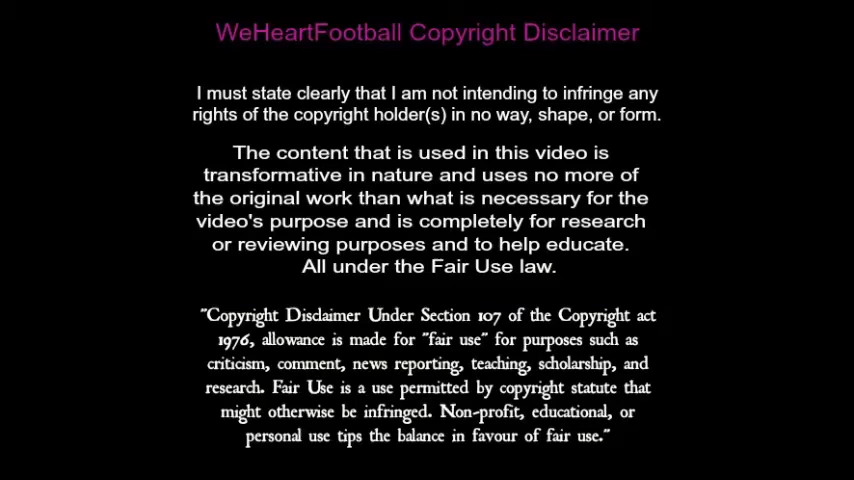 WeHeartFootball Copyright Disclaimer
I must state clearly that I am not intending to infringe any
rights of the copyright holder(s) in no way, shape, or form.
The content that is used in this video is
transformative in nature and uses no more of
the original work than what is necessary for the
video's purpose and is completely for research
or reviewing purposes and to help educate.
All under the Fair Use law.
"Copyright Disclaimer Under Section 107 of the Copyright act
1976, allowance is made for "fair use" for purposes such as
criticism, comment, news reporting, teaching, scholarship, and
research. Fair Use is a use permitted by copyright statute that
might otherwise be infringed. Non-profit, educational, or
personal use tips the balance in favour of fair use."